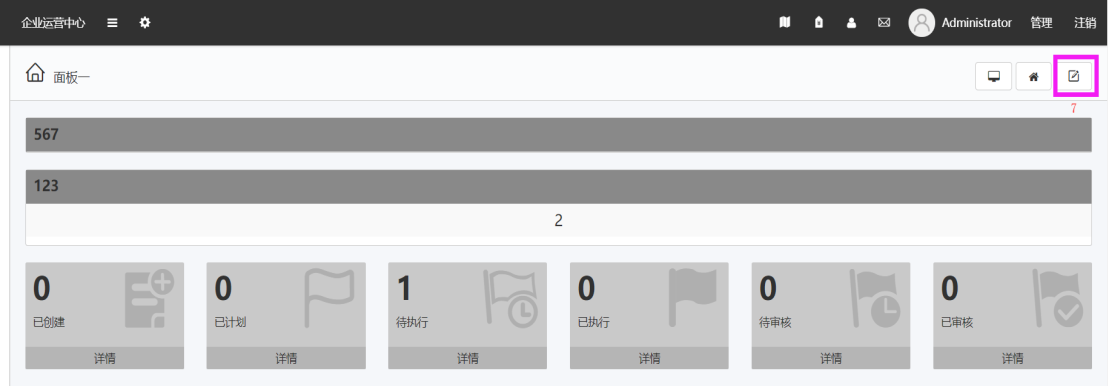 企业运营中心 Administrator 管理 注销
面板一
7
567
123
2
0 0 1 0 0 0
已创建 已计划 待执行 已执行 待审核 已审核
详情 详情 详情 详情 详情 详情